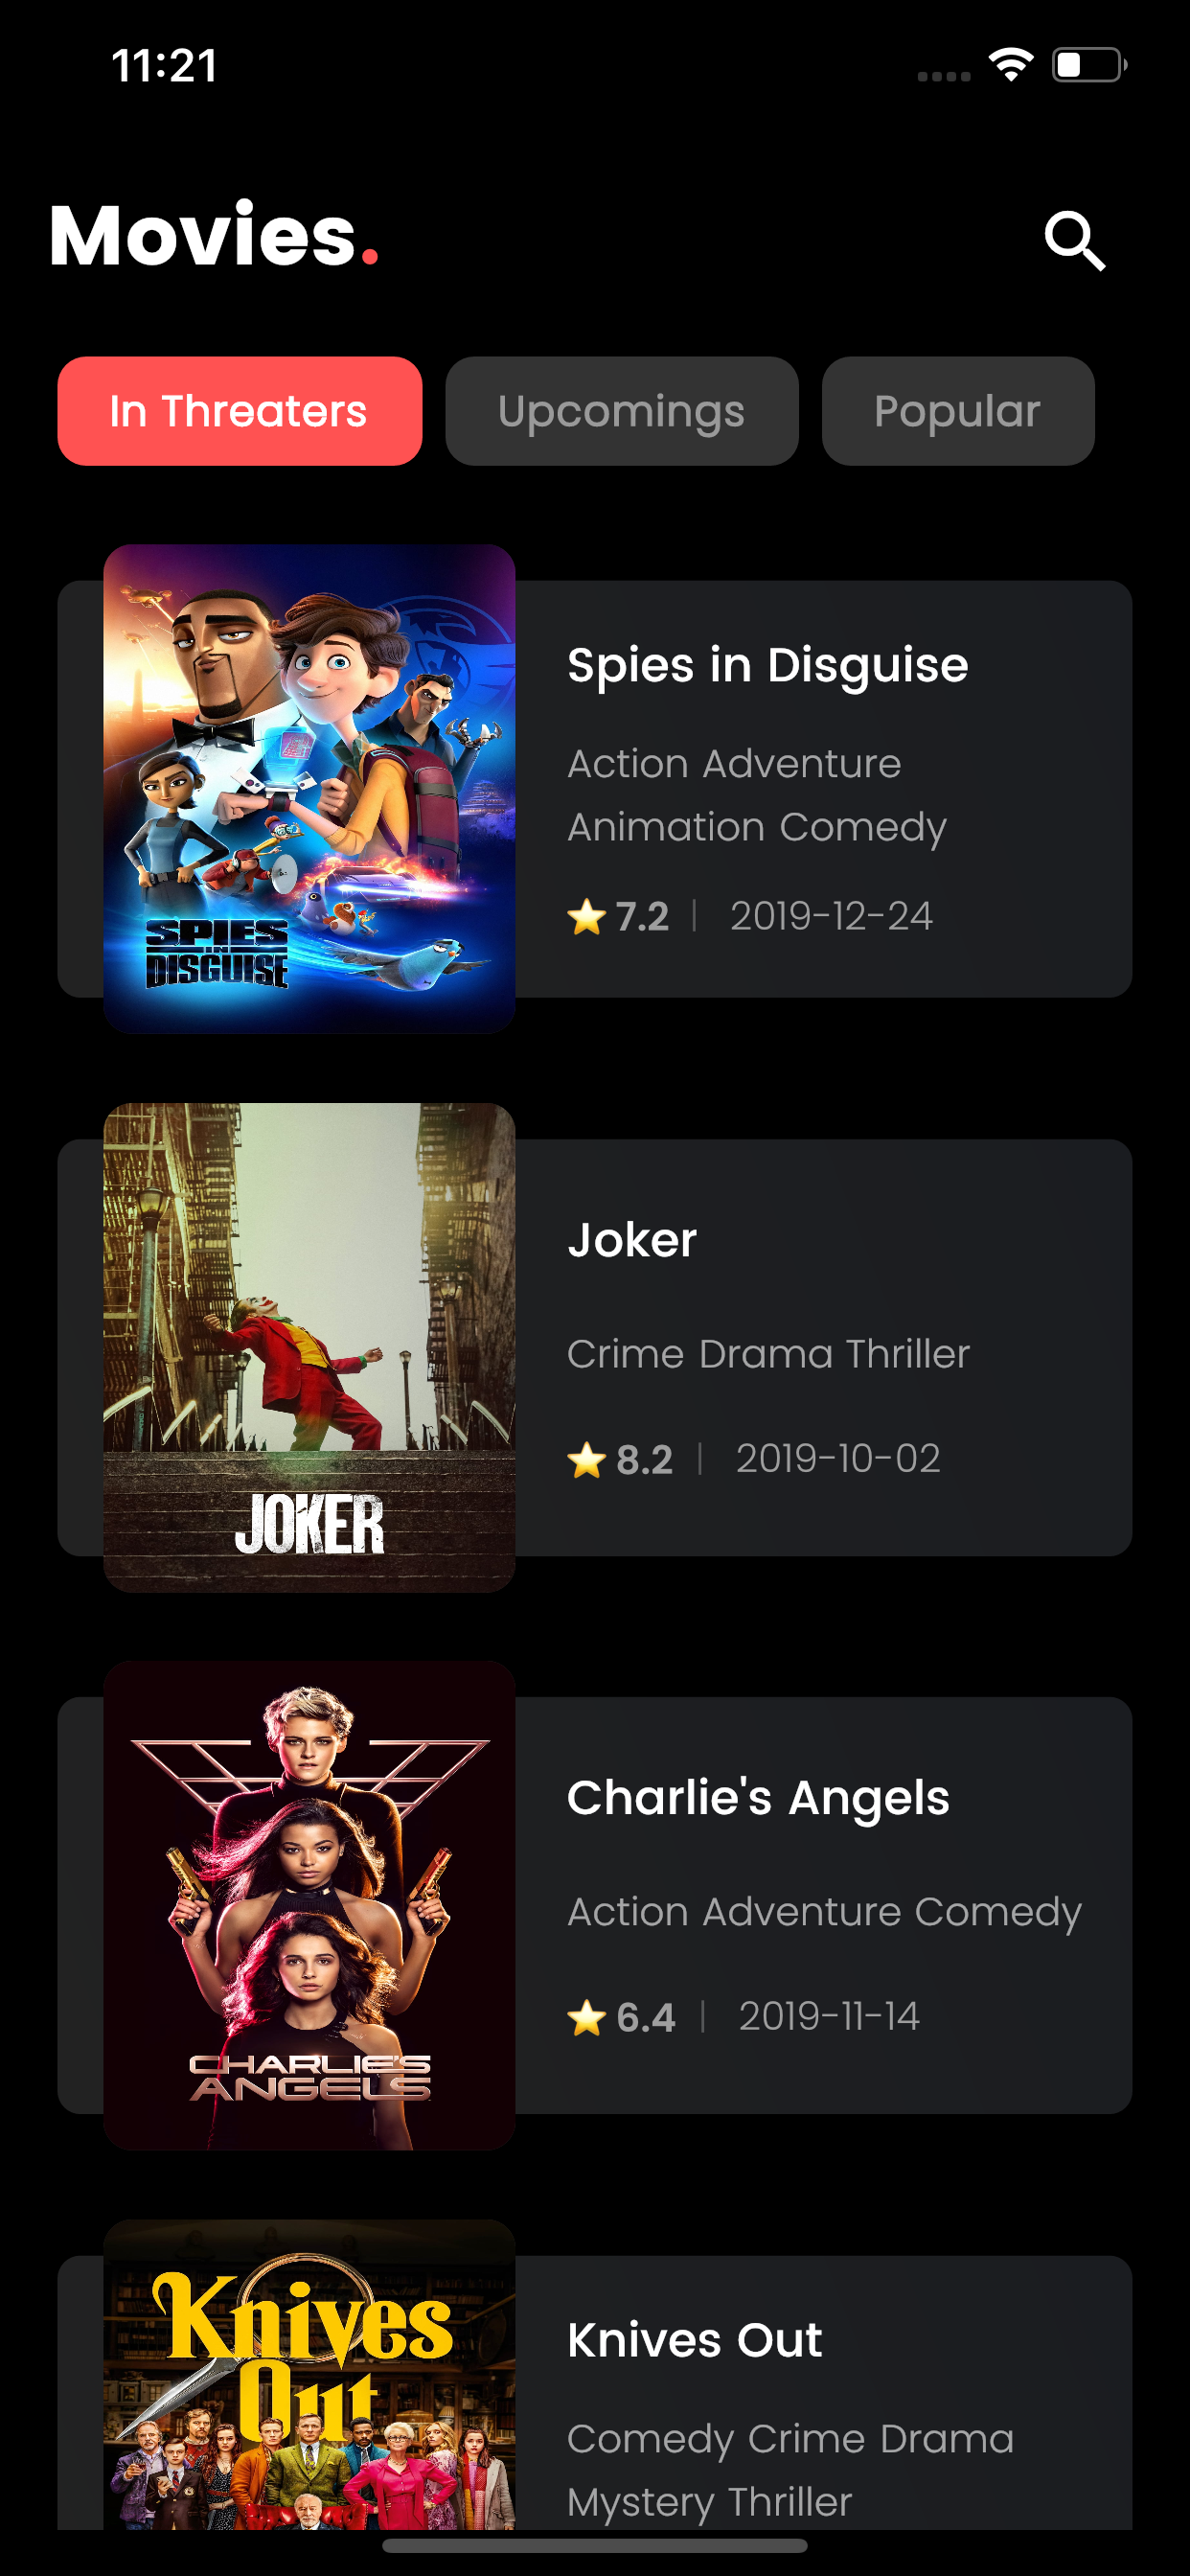 11:21
Movies.
In Threaters
Upcomings
Popular
SPIES
IN
DISGUISE
Spies in Disguise
Action Adventure
Animation Comedy
7.2 | 2019-12-24
JOKER
Joker
Crime Drama Thriller
8.2 | 2019-10-02
CHARLIE'S
ANGELS
Charlie's Angels
Action Adventure Comedy
6.4 | 2019-11-14
Knives
Out
Knives Out
Comedy Crime Drama
Mystery Thriller